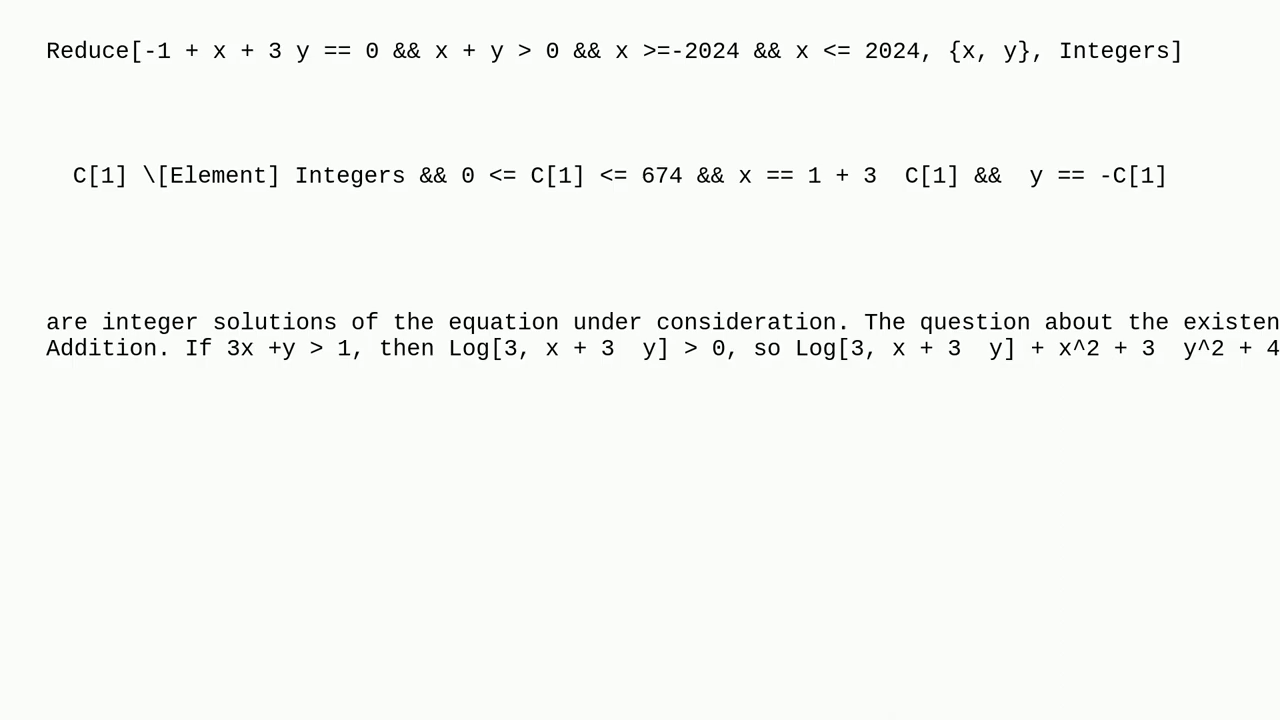 Reduce[-1 + x + 3 y == 0 && x + y > 0 && x >=-2024 && x <= 2024, {x, y}, Integers]
C[1] \[Element] Integers && 0 <= C[1] <= 674 && x == 1 + 3  C[1] &&  y == -C[1]
are integer solutions of the equation under consideration. The question about the existen
Addition. If 3x +y > 1, then Log[3, x + 3  y] > 0, so Log[3, x + 3  y] + x^2 + 3  y^2 + 4